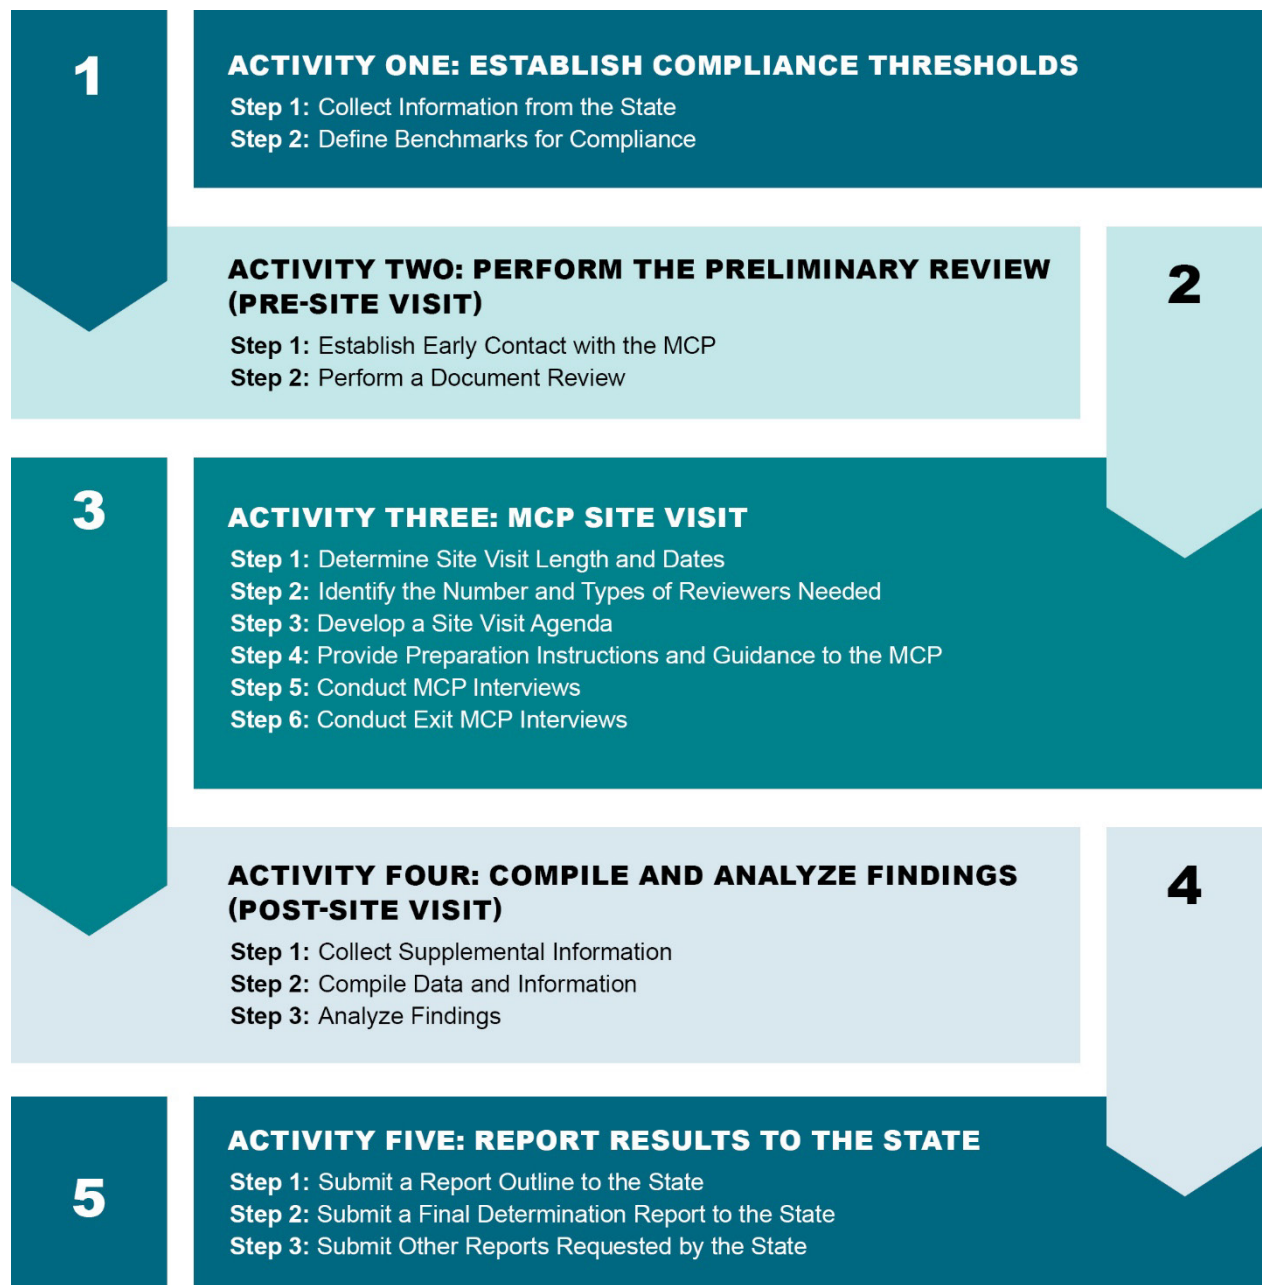 1
ACTIVITY ONE: ESTABLISH COMPLIANCE THRESHOLDS
Step 1: Collect Information from the State
Step 2: Define Benchmarks for Compliance
ACTIVITY TWO: PERFORM THE PRELIMINARY REVIEW
(PRE-SITE VISIT)
Step 1: Establish Early Contact with the MCP
Step 2: Perform a Document Review
2
3
ACTIVITY THREE: MCP SITE VISIT
Step 1: Determine Site Visit Length and Dates
Step 2: Identify the Number and Types of Reviewers Needed
Step 3: Develop a Site Visit Agenda
Step 4: Provide Preparation Instructions and Guidance to the MCP
Step 5: Conduct MCP Interviews
Step 6: Conduct Exit MCP Interviews
ACTIVITY FOUR: COMPILE AND ANALYZE FINDINGS
(POST-SITE VISIT)
Step 1: Collect Supplemental Information
Step 2: Compile Data and Information
Step 3: Analyze Findings
4
5
ACTIVITY FIVE: REPORT RESULTS TO THE STATE
Step 1: Submit a Report Outline to the State
Step 2: Submit a Final Determination Report to the State
Step 3: Submit Other Reports Requested by the State